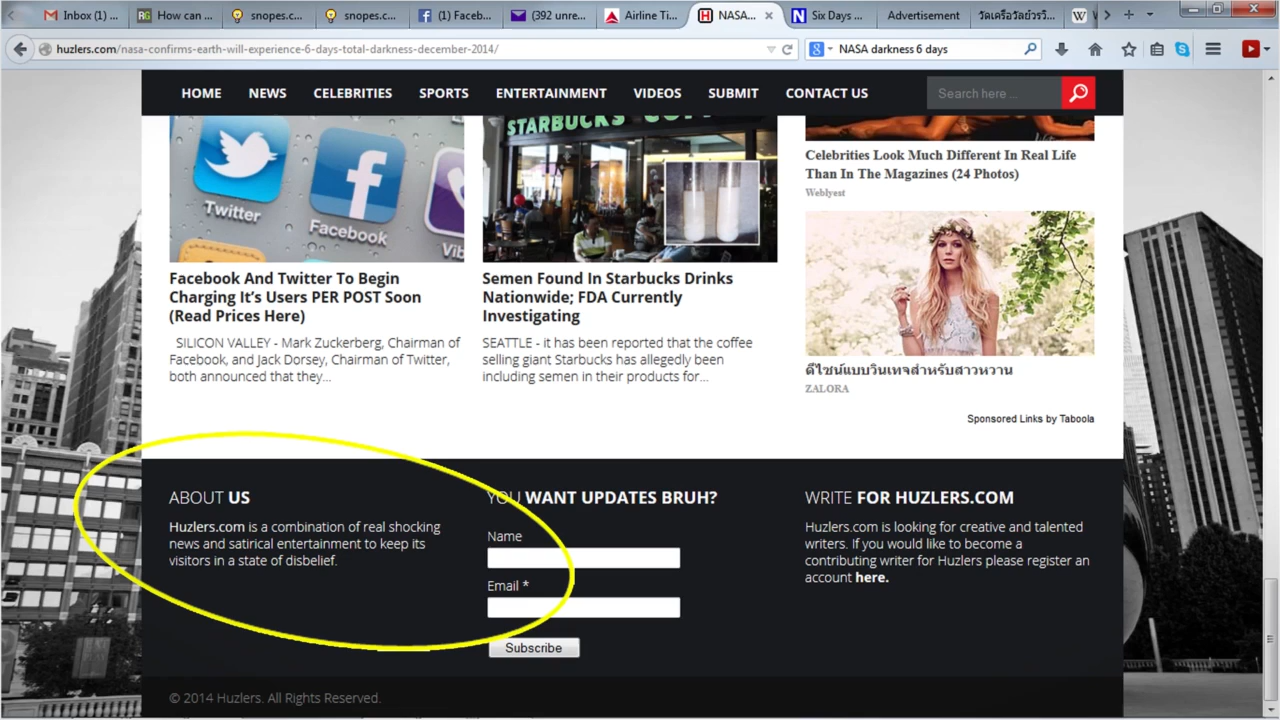 Inbox (1) ...
How can ...
snopes.c...
snopes.c...
(1) Faceb...
(392 unre...
Airline Ti...
NASA...
Six Days ...
Advertisement
วัดเครือวัลย์วรวิ...
huzlers.com/nasa-confirms-earth-will-experience-6-days-total-darkness-december-2014/
NASA darkness 6 days
HOME NEWS CELEBRITIES SPORTS ENTERTAINMENT VIDEOS SUBMIT CONTACT US
Search here ...
Twitter
Facebook
Vib
STARBUCKS
Facebook And Twitter To Begin
Charging It's Users PER POST Soon
(Read Prices Here)
SILICON VALLEY - Mark Zuckerberg, Chairman of
Facebook, and Jack Dorsey, Chairman of Twitter,
both announced that they...
Semen Found In Starbucks Drinks
Nationwide; FDA Currently
Investigating
SEATTLE - it has been reported that the coffee
selling giant Starbucks has allegedly been
including semen in their products for...
Celebrities Look Much Different In Real Life
Than In The Magazines (24 Photos)
Weblyest
ดีไซน์แบบวินเทจสำหรับสาวหวาน
ZALORA
Sponsored Links by Taboola
ABOUT US
Huzlers.com is a combination of real shocking
news and satirical entertainment to keep its
visitors in a state of disbelief.
YOU WANT UPDATES BRUH?
Name
Email *
Subscribe
WRITE FOR HUZLERS.COM
Huzlers.com is looking for creative and talented
writers. If you would like to become a
contributing writer for Huzlers please register an
account here.
© 2014 Huzlers. All Rights Reserved.